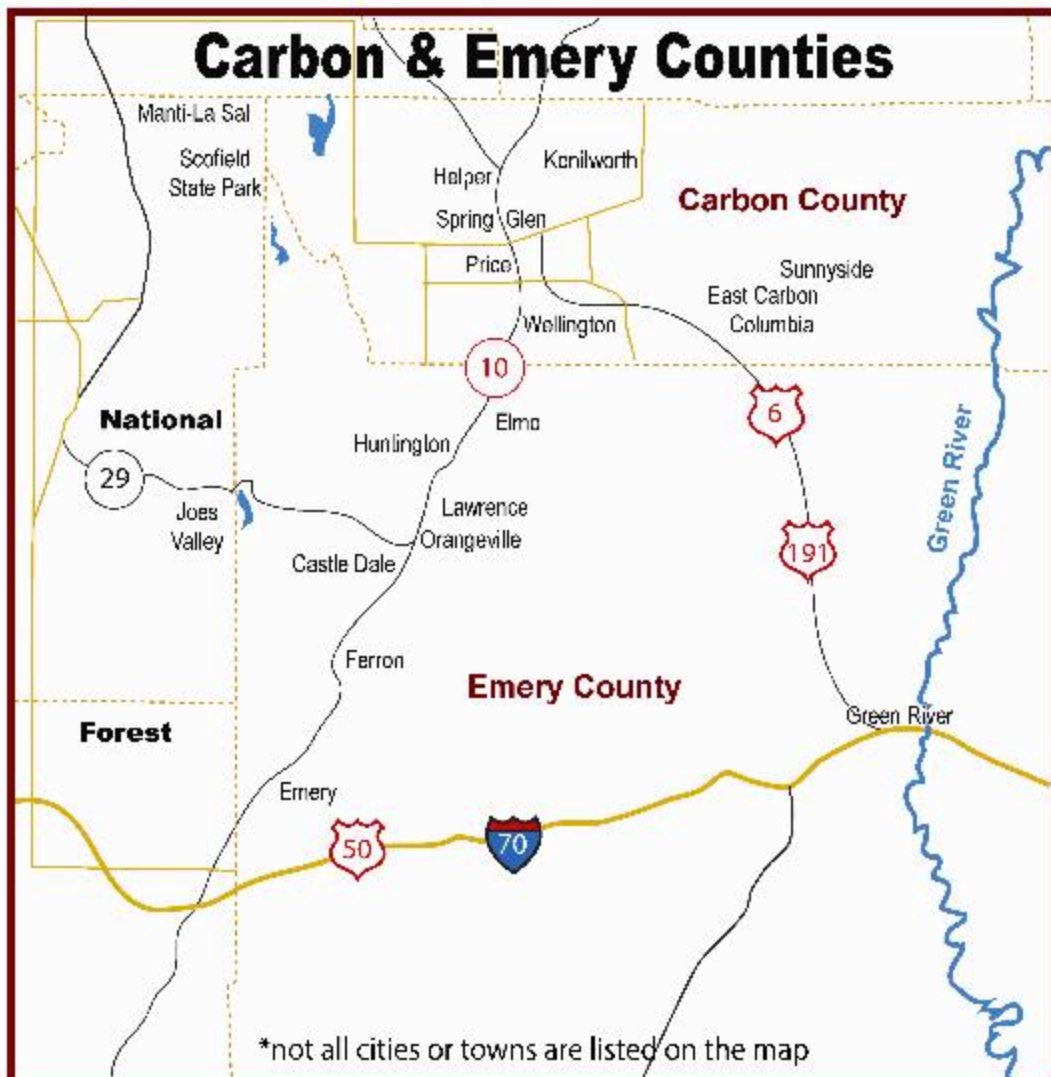 Carbon & Emery Counties
Manti-La Sal
Scofield
State Park
Helper
Kenilworth
Spring Glen
Carbon County
Price
Sunnyside
East Carbon
Columbia
Wellington
10
6
National
Elmo
Huntington
29
Joes
Valley
Lawrence
Orangeville
Castle Dale
191
Green River
Ferron
Emery County
Green River
Forest
Emery
50
70
*not all cities or towns are listed on the map